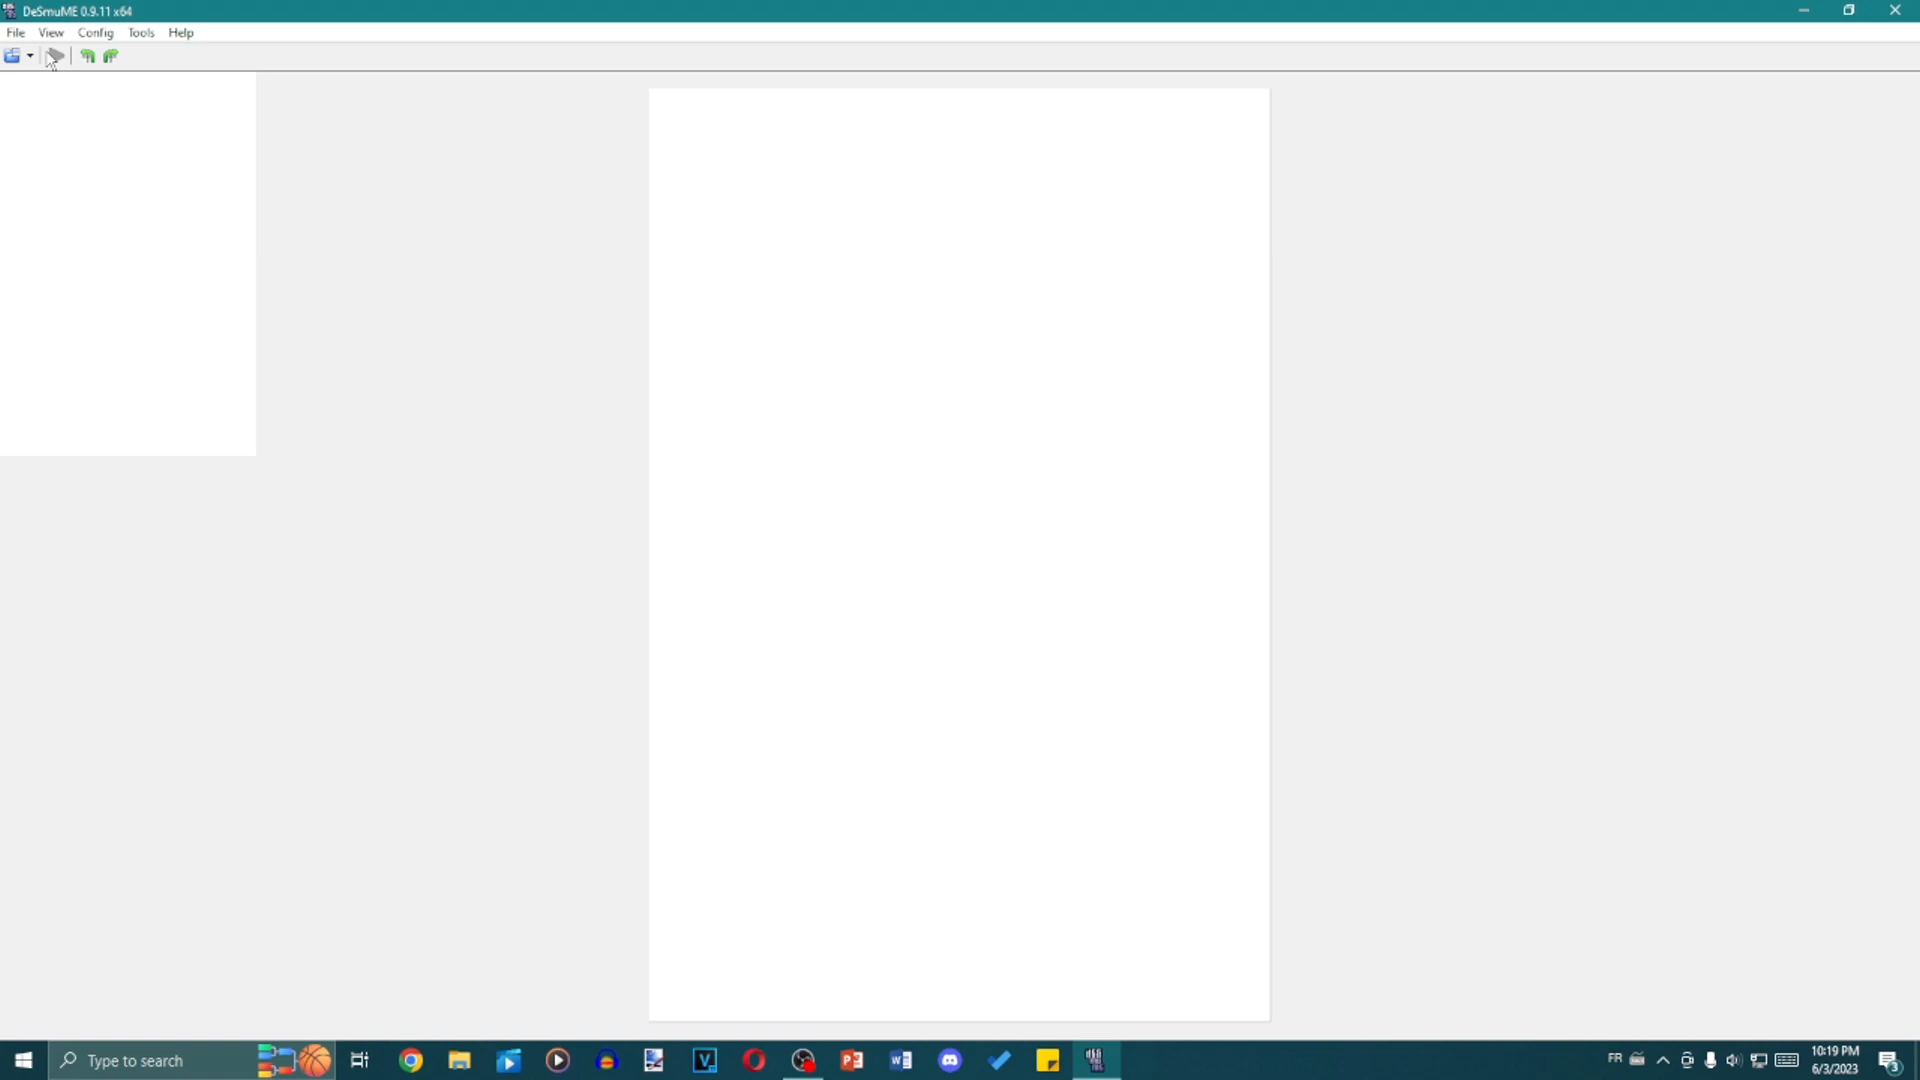 DeSmuME 0.9.11 x64
File View Config Tools Help
Type to search
FR
10:19 PM
6/3/2023
3